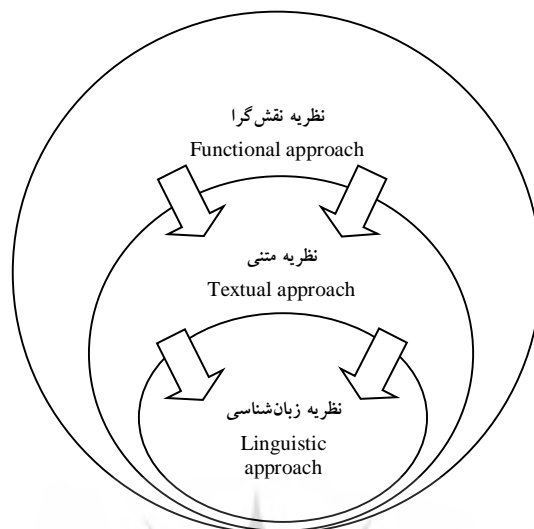 نظریه نقش‌گرا
Functional approach
نظریه متنی
Textual approach
نظریه زبان‌شناسی
Linguistic
approach